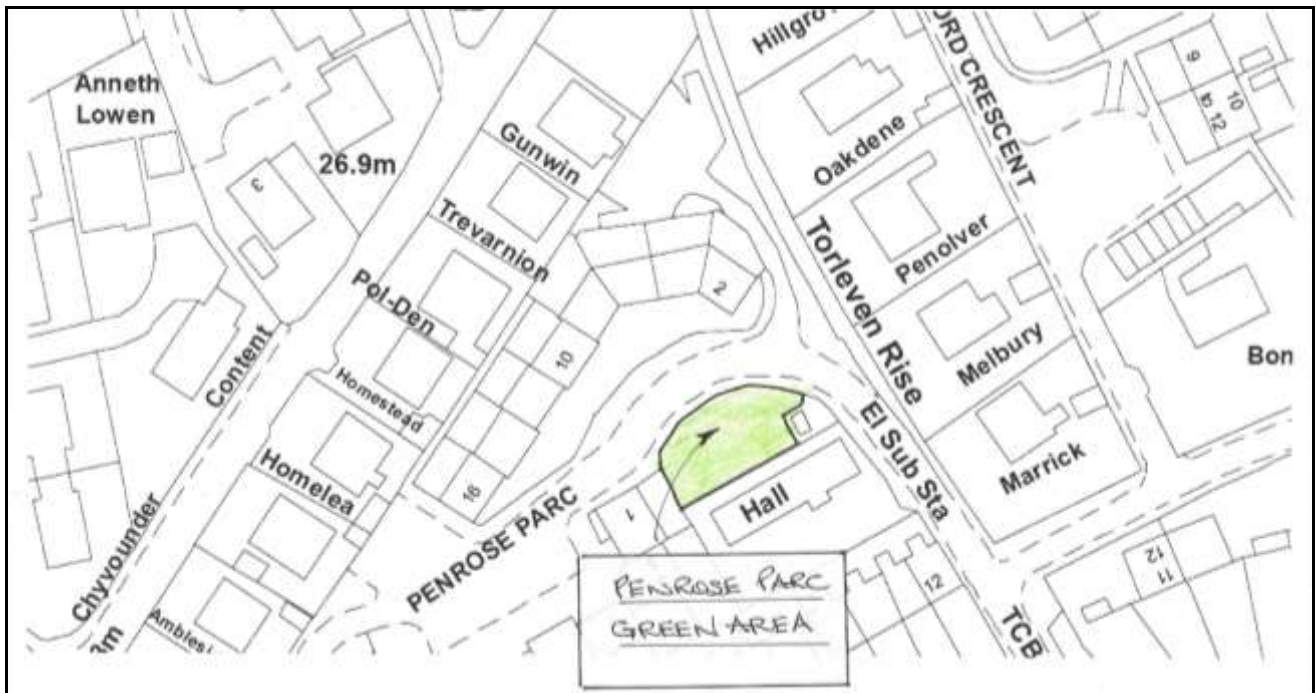 Anneth
Lowen
3
26.9m
Gunwin
Trevarnion
Pol-Den
Homestead
Homelea
Content
Chyvounder
2
10
16
1
PENROSE PARC
Hall
El Sub Sta
Torleven Rise
Oakdene
Penolver
Melbury
Marrick
ORD CRESCENT
9
to 12
10
Bon
12
11
12
TCB
PENROSE PARC
GREEN AREA